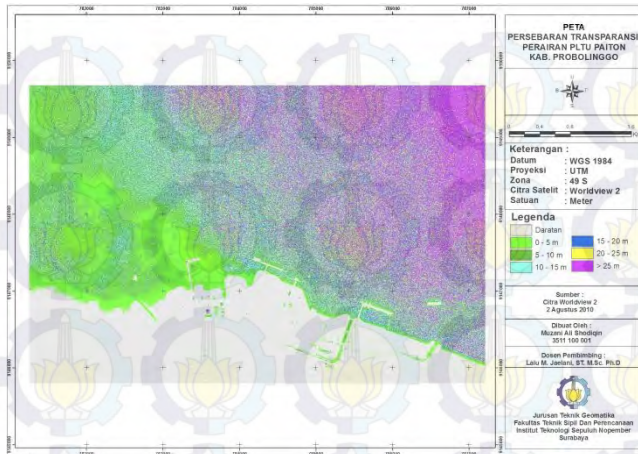 PETA
PERSEBARAN TRANSPARANSI
PERAIRAN PLTU PAITON
KAB. PROBOLINGGO
U
Keterangan :
Datum : WGS 1984
Proyeksi : UTM
Zona : 49 S
Citra Satelit : Worldview 2
Satuan : Meter
Legenda
Daratan
0 - 5 m
5 - 10 m
10 - 15 m
15 - 20 m
20 - 25 m
> 25 m
Sumber :
Citra Worldview 2
2 Agustus 2010
Dibuat Oleh :
Muzani Ali Shodiqin
3511 100 001
Dosen Pembimbing :
Lalu M. Jaelani, ST. M.Sc. Ph.D
Jurusan Teknik Geomatika
Fakultas Teknik Sipil Dan Perencanaan
Institut Teknologi Sepuluh Nopember
Surabaya